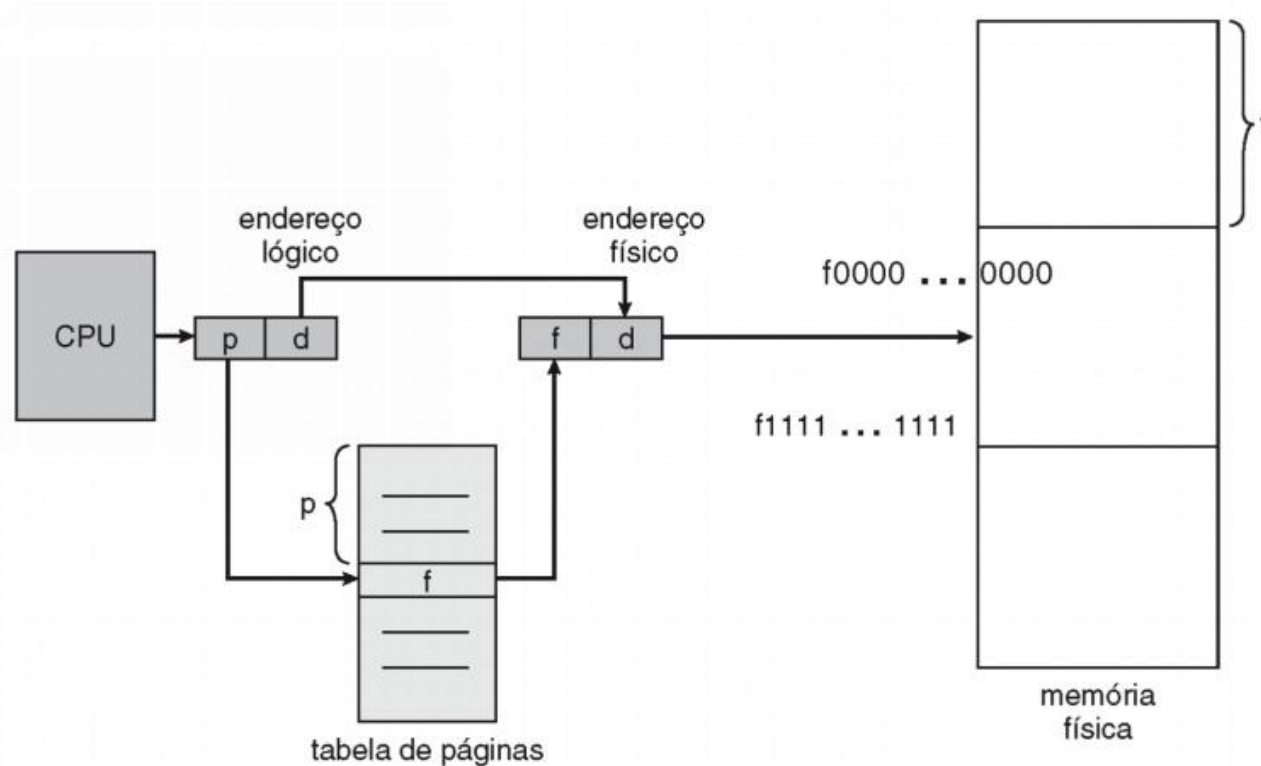 endereço
lógico
endereço
físico
CPU
p
d
f
d
f0000 ... 0000
f1111 ... 1111
p
f
tabela de páginas
memória
física